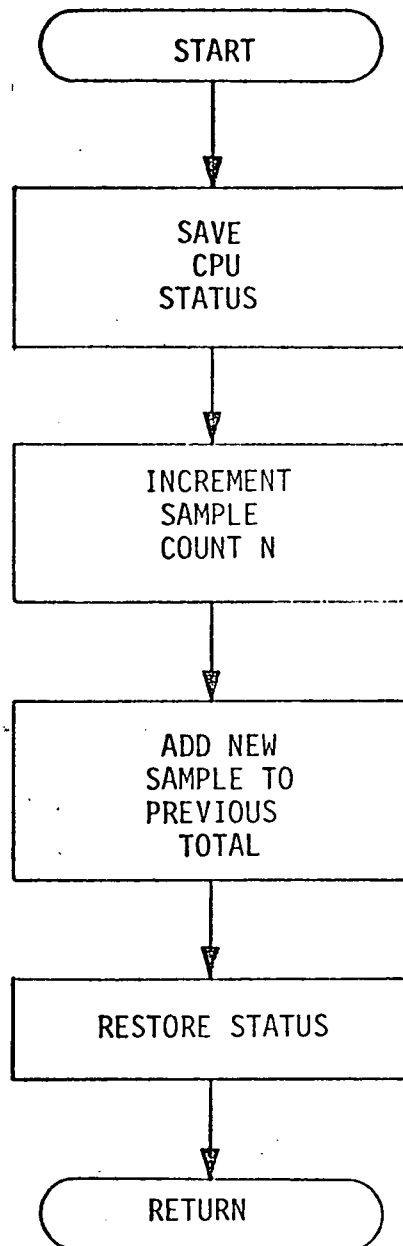 START
SAVE
CPU
STATUS
INCREMENT
SAMPLE
COUNT N
ADD NEW
SAMPLE TO
PREVIOUS
TOTAL
RESTORE STATUS
RETURN